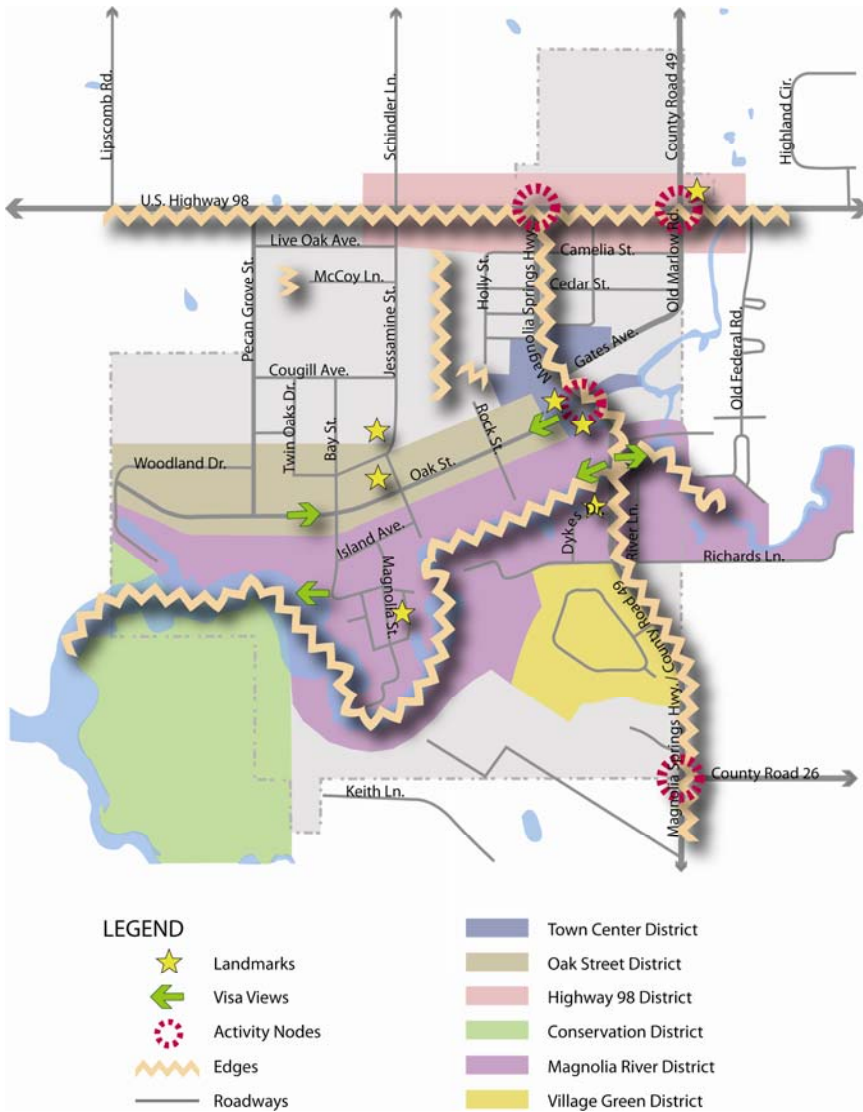 Lipscomb Rd.
Schindler Ln.
County Road 49
Highland Cir.
U.S. Highway 98
Live Oak Ave.
McCoy Ln.
Pecan Grove St.
Jessamine St.
Holly St.
Magnolia Springs Hwy.
Camelia St.
Cedar St.
Old Marlow Rd.
Gates Ave.
Old Federal Rd.
Cougill Ave.
Twin Oaks Dr.
Bay St.
Rock St.
Woodland Dr.
Oak St.
Island Ave.
Magnolia St.
Dykes Dr.
River Ln.
Richards Ln.
Magnolia Springs Hwy. / County Road 49
County Road 26
Keith Ln.
LEGEND
Landmarks
Visa Views
Activity Nodes
Edges
Roadways
Town Center District
Oak Street District
Highway 98 District
Conservation District
Magnolia River District
Village Green District